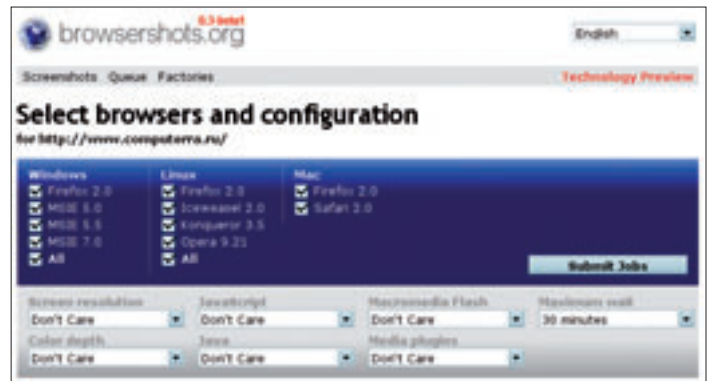 0.3-beta1
browsershots.org
English
Screenshots Queue Factories
Technology Preview
Select browsers and configuration
for http://www.computerra.ru/
Windows
Firefox 2.0
MSIE 5.0
MSIE 5.5
MSIE 7.0
All
Linux
Firefox 2.0
Iceweasel 2.0
Konqueror 3.5
Opera 9.21
All
Mac
Firefox 2.0
Safari 2.0
Submit Jobs
Screen resolution
Don't Care
JavaScript
Don't Care
Macromedia Flash
Don't Care
Maximum wait
30 minutes
Color depth
Don't Care
Java
Don't Care
Media plugins
Don't Care